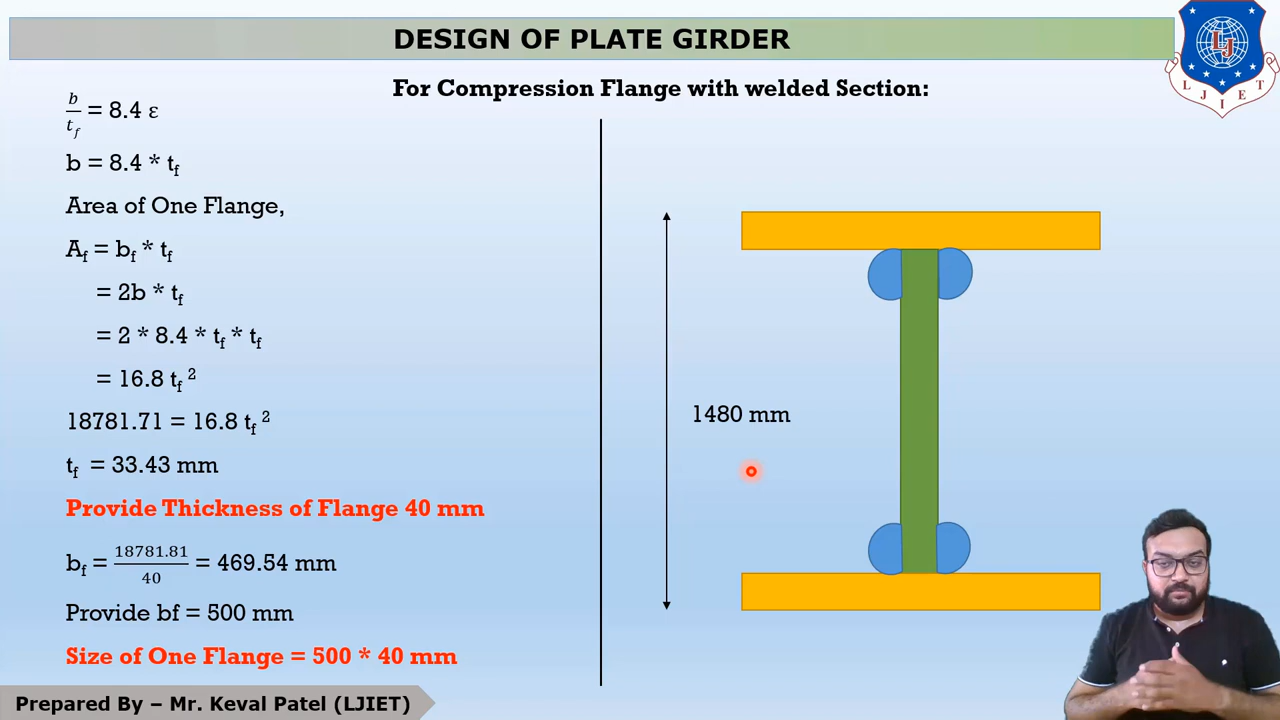 DESIGN OF PLATE GIRDER
LJ
L J I E T
For Compression Flange with welded Section:
b/t_f = 8.4 ε
b = 8.4 * t_f
Area of One Flange,
A_f = b_f * t_f
= 2b * t_f
= 2 * 8.4 * t_f * t_f
= 16.8 t_f ²
18781.71 = 16.8 t_f ²
t_f = 33.43 mm
Provide Thickness of Flange 40 mm
b_f = 18781.81/40 = 469.54 mm
Provide bf = 500 mm
Size of One Flange = 500 * 40 mm
1480 mm
Prepared By – Mr. Keval Patel (LJIET)